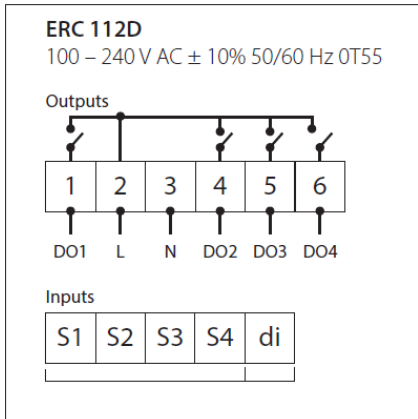 ERC 112D
100 – 240 V AC ± 10% 50/60 Hz 0T55
Outputs
1 2 3 4 5 6
DO1 L N DO2 DO3 DO4
Inputs
S1 S2 S3 S4 di